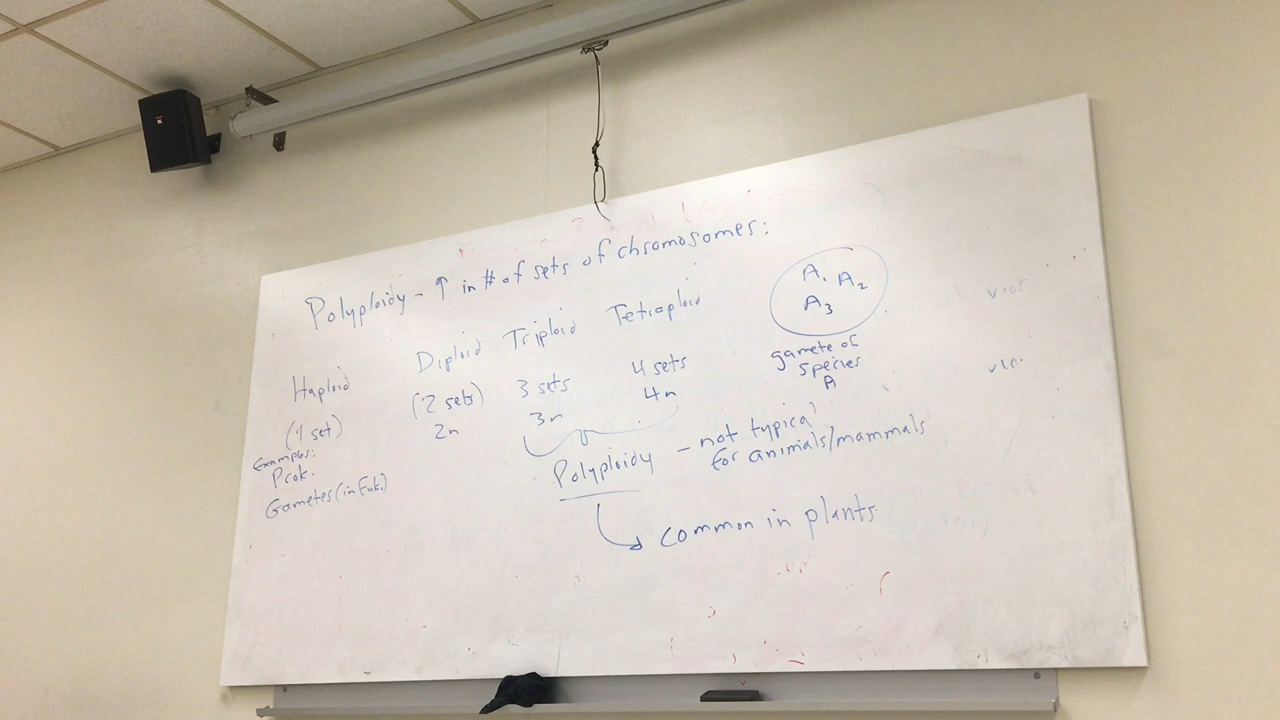 Polyploidy - ↑ in # of sets of chromosomes:
Haploid Diploid Triploid Tetraploid
(1 set) (2 sets) 3 sets 4 sets
2n 3n 4n
Examples:
Prok.
Gametes (in Euk.)
A1 A2
A3
gamete of
species
A
Polyploidy - not typical
for animals/mammals
common in plants